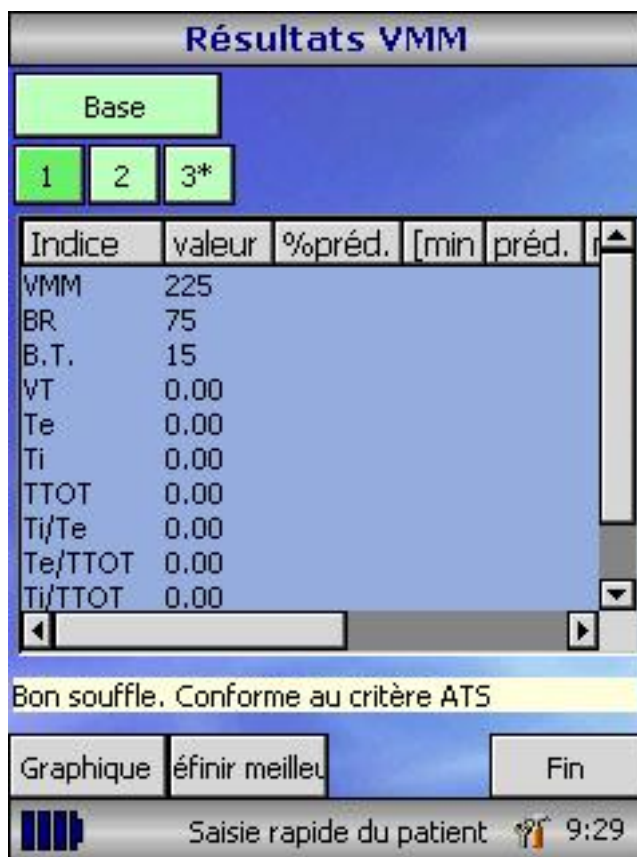 Résultats VMM
Base
1 2 3*
Indice valeur %préd. [min préd.
VMM 225
BR 75
B.T. 15
VT 0.00
Te 0.00
Ti 0.00
TTOT 0.00
Ti/Te 0.00
Te/TTOT 0.00
Ti/TTOT 0.00
Bon souffle. Conforme au critère ATS
Graphique éfinir meilleu Fin
Saisie rapide du patient 9:29